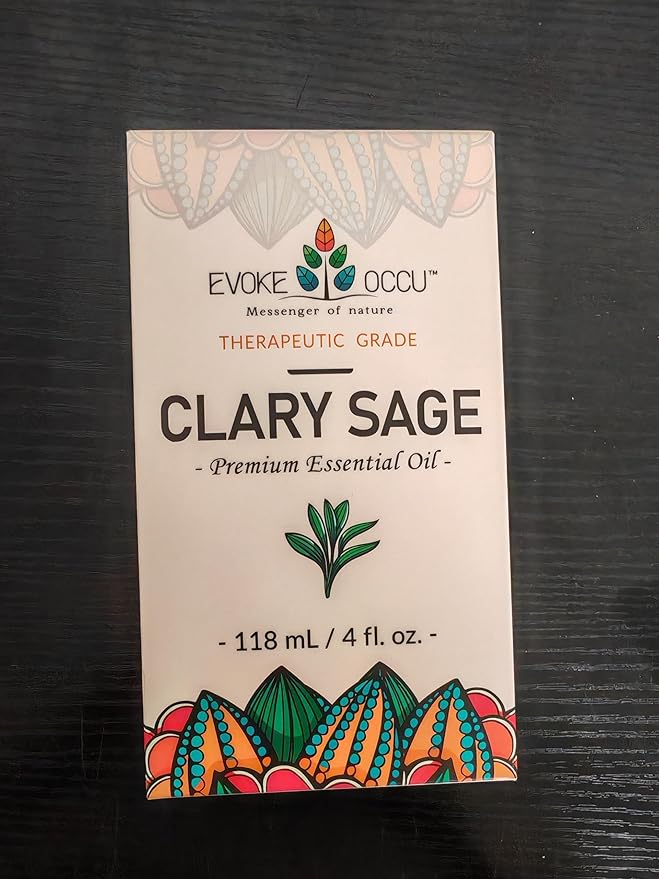 EVOKE OCCU™
Messenger of nature
THERAPEUTIC GRADE
CLARY SAGE
- Premium Essential Oil -
- 118 mL / 4 fl. oz. -